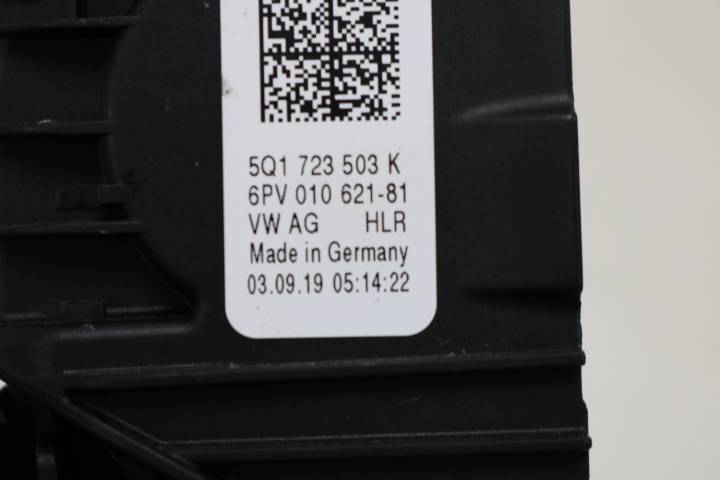 5Q1 723 503 K
6PV 010 621-81
VW AG HLR
Made in Germany
03.09.19 05:14:22